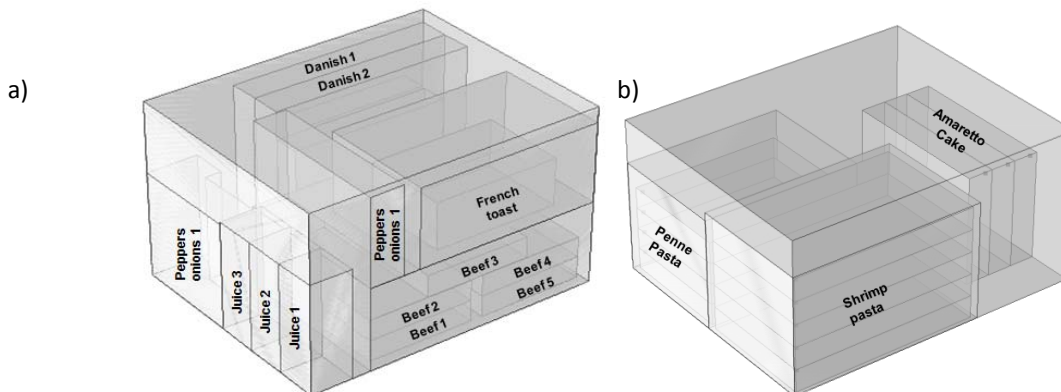 a)
Danish 1
Danish 2
Peppers
onions 1
Juice 3
Juice 2
Juice 1
Peppers
onions 1
French
toast
Beef 3
Beef 4
Beef 5
Beef 2
Beef 1
b)
Amaretto
Cake
Penne
Pasta
Shrimp
pasta